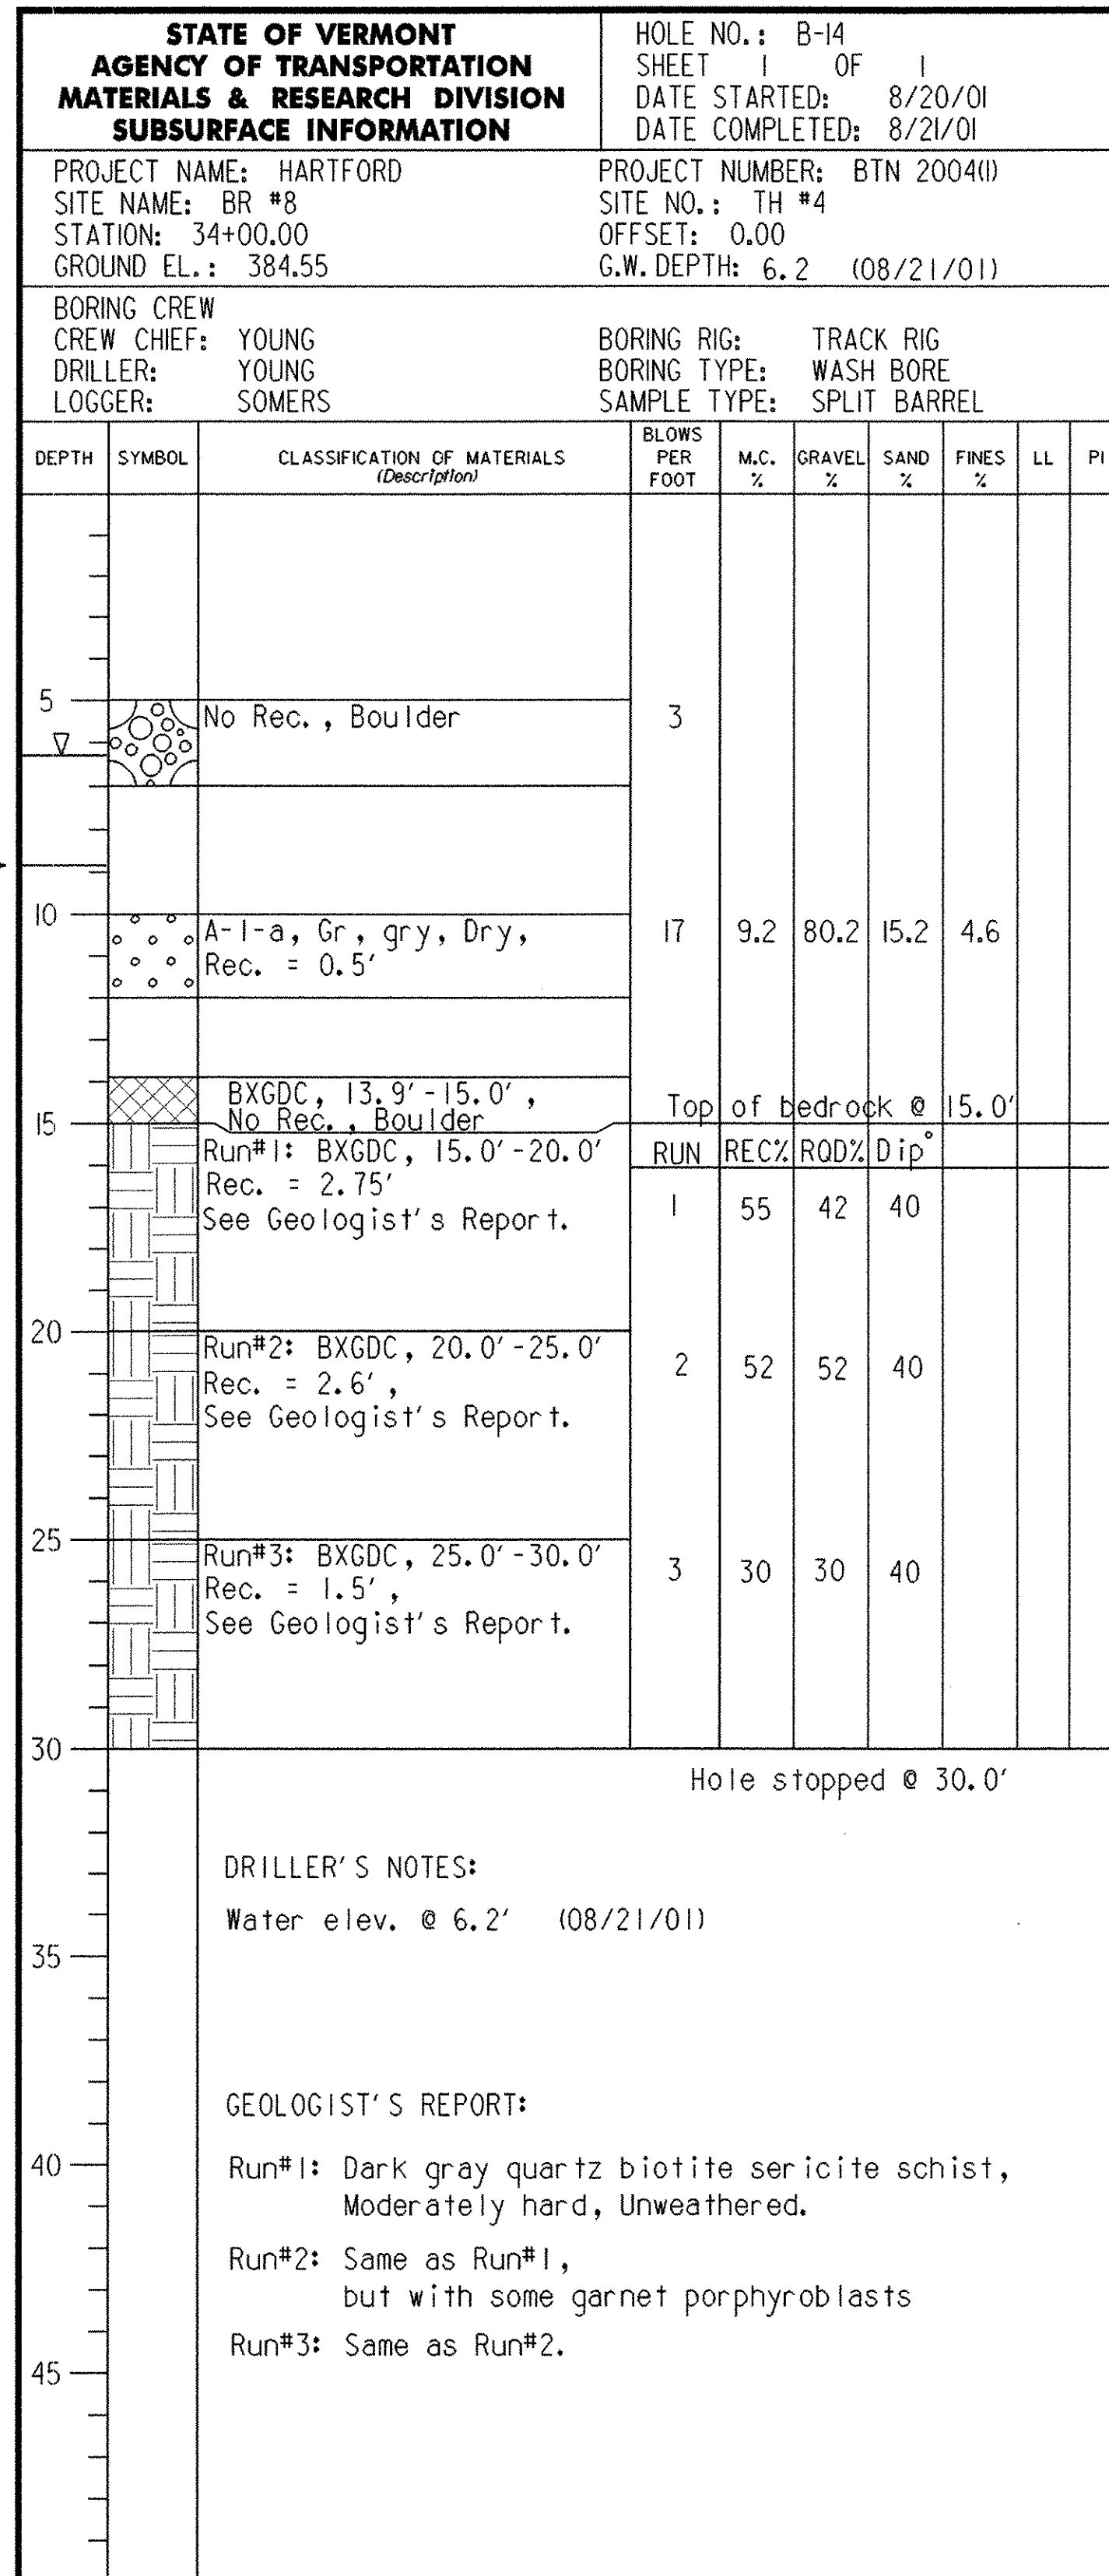 STATE OF VERMONT
AGENCY OF TRANSPORTATION
MATERIALS & RESEARCH DIVISION
SUBSURFACE INFORMATION
HOLE NO.: B-14
SHEET 1 OF 1
DATE STARTED: 8/20/01
DATE COMPLETED: 8/21/01
PROJECT NAME: HARTFORD
SITE NAME: BR #8
STATION: 34+00.00
GROUND EL.: 384.55
PROJECT NUMBER: BTN 2004(1)
SITE NO.: TH #4
OFFSET: 0.00
G.W. DEPTH: 6.2 (08/21/01)
BORING CREW
CREW CHIEF: YOUNG
DRILLER: YOUNG
LOGGER: SOMERS
BORING RIG: TRACK RIG
BORING TYPE: WASH BORE
SAMPLE TYPE: SPLIT BARREL
DEPTH SYMBOL CLASSIFICATION OF MATERIALS (Description) BLOWS PER FOOT M.C. % GRAVEL % SAND % FINES % LL PI
5 No Rec., Boulder 3
10 A-1-a, Gr, gry, Dry, 17 9.2 80.2 15.2 4.6
Rec. = 0.5'
BXGDC, 13.9'-15.0',
No Rec., Boulder
Top of bedrock @ 15.0'
15
Run#1: BXGDC, 15.0'-20.0' RUN REC% RQD% Dip°
Rec. = 2.75' 1 55 42 40
See Geologist's Report.
20
Run#2: BXGDC, 20.0'-25.0' 2 52 52 40
Rec. = 2.6',
See Geologist's Report.
25
Run#3: BXGDC, 25.0'-30.0' 3 30 30 40
Rec. = 1.5',
See Geologist's Report.
30
Hole stopped @ 30.0'
DRILLER'S NOTES:
Water elev. @ 6.2' (08/21/01)
35
GEOLOGIST'S REPORT:
40 Run#1: Dark gray quartz biotite sericite schist,
Moderately hard, Unweathered.
Run#2: Same as Run#1,
but with some garnet porphyroblasts
Run#3: Same as Run#2.
45